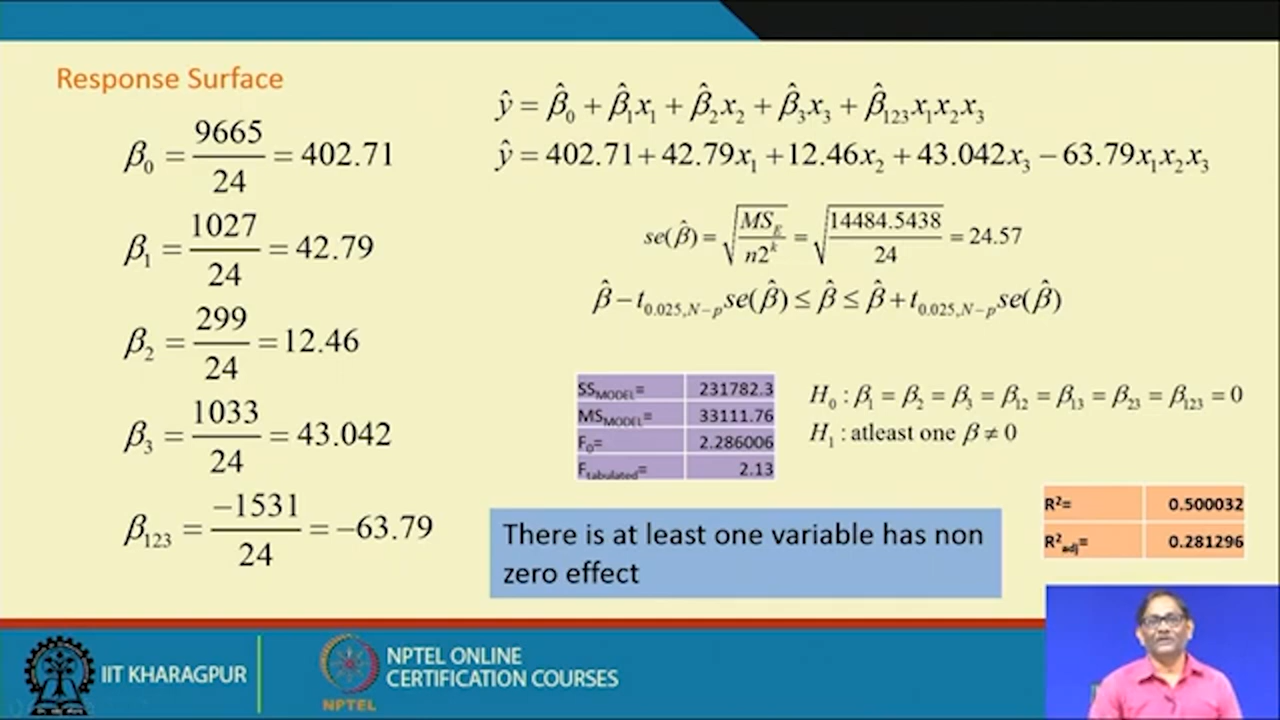 Response Surface
β₀ = 9665/24 = 402.71
β₁ = 1027/24 = 42.79
β₂ = 299/24 = 12.46
β₃ = 1033/24 = 43.042
β₁₂₃ = −1531/24 = −63.79
ŷ = β̂₀ + β̂₁x₁ + β̂₂x₂ + β̂₃x₃ + β̂₁₂₃x₁x₂x₃
ŷ = 402.71 + 42.79x₁ + 12.46x₂ + 43.042x₃ − 63.79x₁x₂x₃
se(β̂) = √(MS_E/n2ᵏ) = √(14484.5438/24) = 24.57
β̂ − t₀.₀₂₅,N−p se(β̂) ≤ β̂ ≤ β̂ + t₀.₀₂₅,N−p se(β̂)
SS_MODEL= 231782.3
MS_MODEL= 33111.76
F₀= 2.286006
F_tabulated= 2.13
H₀ : β₁ = β₂ = β₃ = β₁₂ = β₁₃ = β₂₃ = β₁₂₃ = 0
H₁ : atleast one β ≠ 0
There is at least one variable has non
zero effect
R²= 0.500032
R²adj= 0.281296
IIT KHARAGPUR
NPTEL
NPTEL ONLINE
CERTIFICATION COURSES